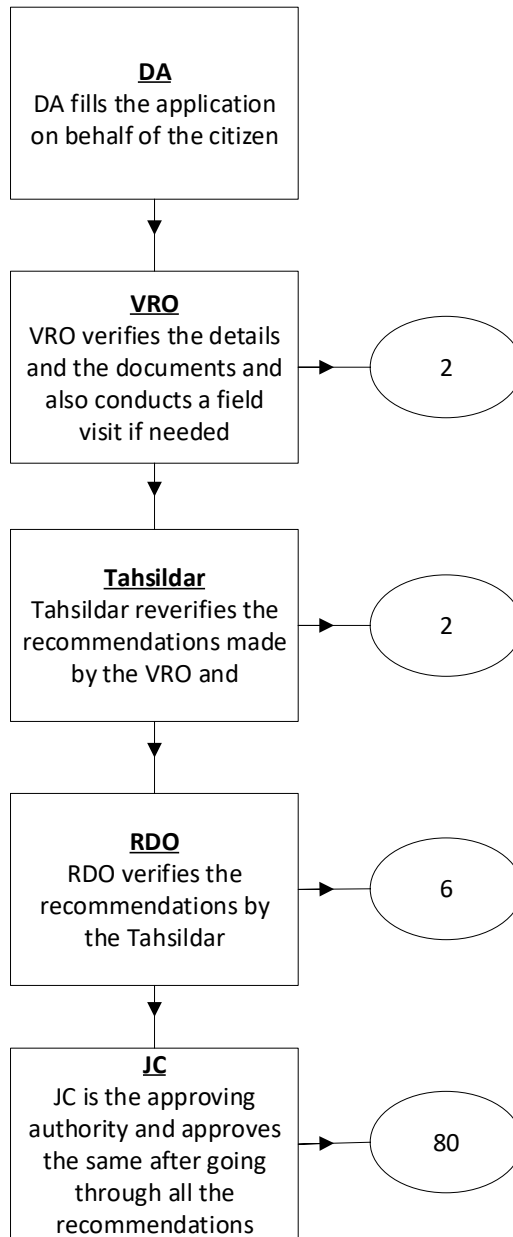 DA
DA fills the application
on behalf of the citizen
VRO
VRO verifies the details
and the documents and
also conducts a field
visit if needed
2
Tahsildar
Tahsildar reverifies the
recommendations made
by the VRO and
2
RDO
RDO verifies the
recommendations by
the Tahsildar
6
JC
JC is the approving
authority and approves
the same after going
through all the
recommendations
80